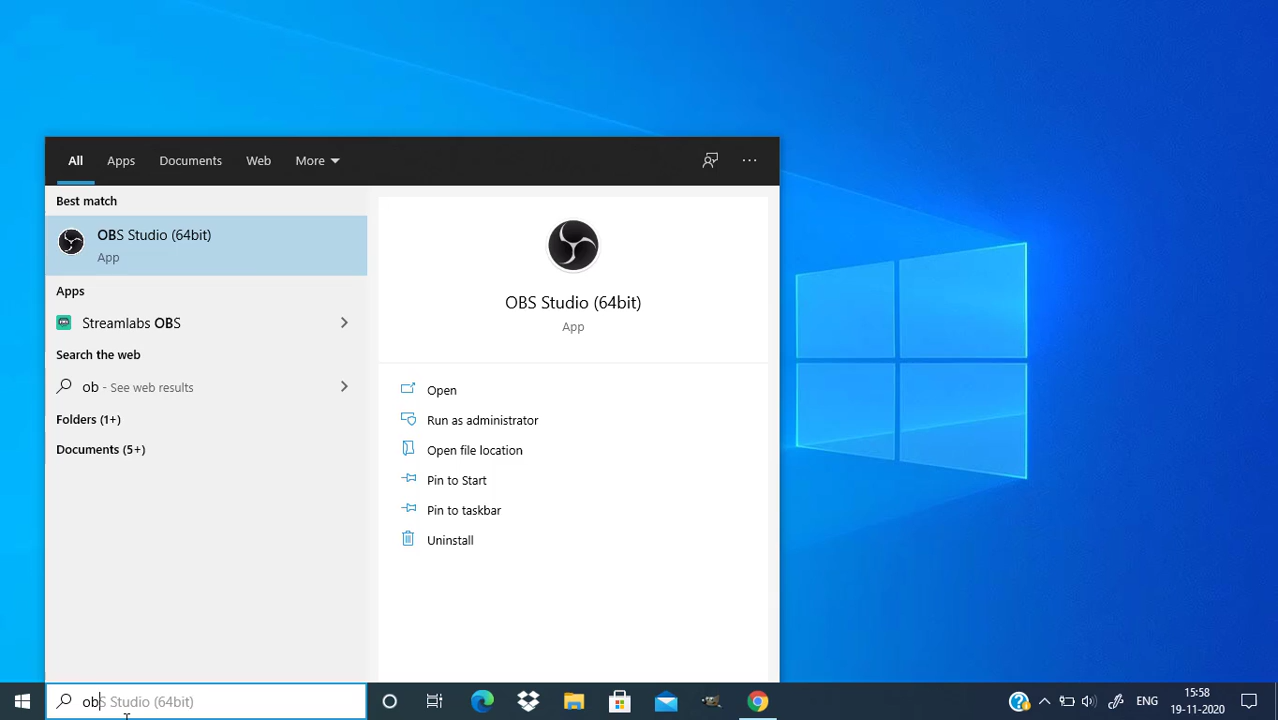 All Apps Documents Web More
Best match
OBS Studio (64bit)
App
Apps
Streamlabs OBS
Search the web
ob - See web results
Folders (1+)
Documents (5+)
OBS Studio (64bit)
App
Open
Run as administrator
Open file location
Pin to Start
Pin to taskbar
Uninstall
obS Studio (64bit)
ENG
15:58
19-11-2020